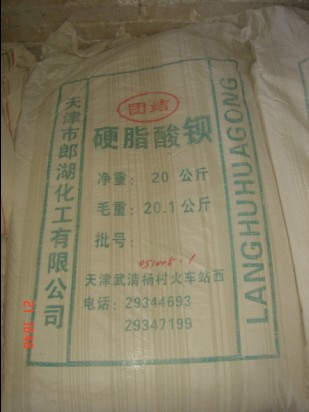 团结
硬脂酸钡
净重：20 公斤
毛重：20.1公斤
批号：
天津武清杨村火车站西
电话：29344693
29347199
天津市郎湖化工有限公司
LANGHUHUAGONG